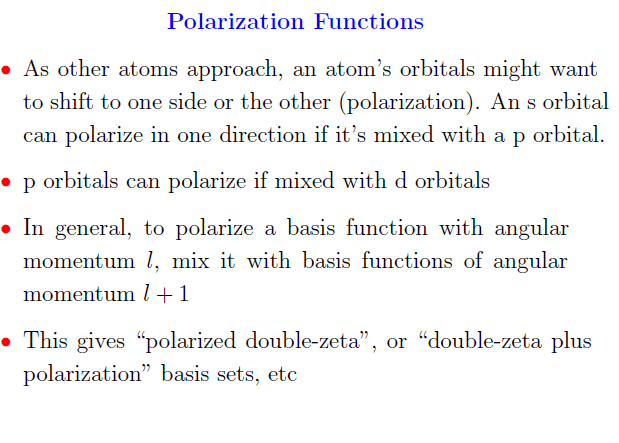 Polarization Functions
• As other atoms approach, an atom's orbitals might want
to shift to one side or the other (polarization). An s orbital
can polarize in one direction if it's mixed with a p orbital.
• p orbitals can polarize if mixed with d orbitals
• In general, to polarize a basis function with angular
momentum l, mix it with basis functions of angular
momentum l + 1
• This gives “polarized double-zeta”, or “double-zeta plus
polarization” basis sets, etc